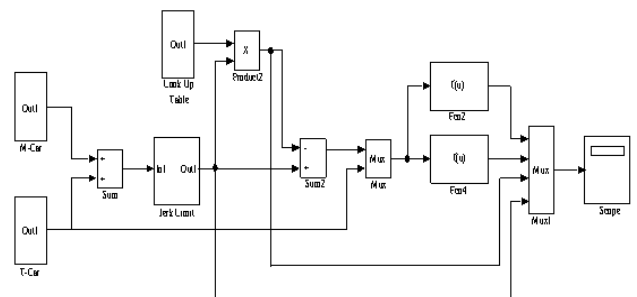 Out1
Look Up
Table
X
Product2
Out1
M-Car
+
+
Sum
In1 Out1
Jerk Limit
-
+
Sum2
Mux
Mux
f(u)
Fcn2
f(u)
Fcn4
Mux
Mux1
Scope
Out1
T-Car